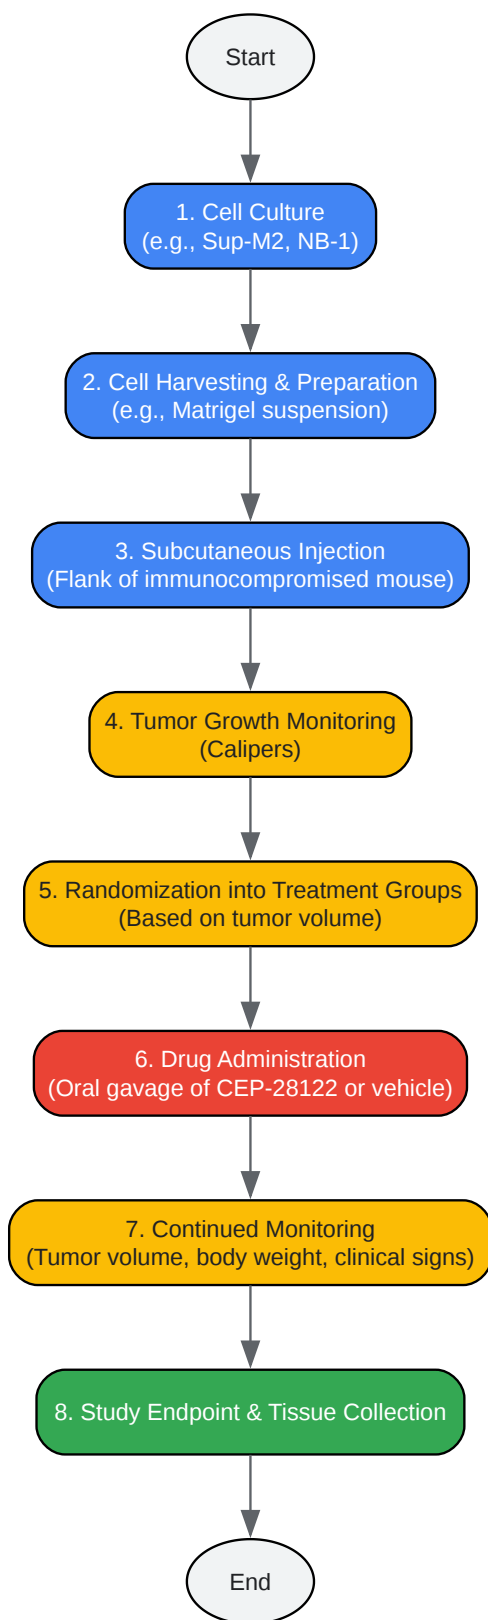 Start
1. Cell Culture
(e.g., Sup-M2, NB-1)
2. Cell Harvesting & Preparation
(e.g., Matrigel suspension)
3. Subcutaneous Injection
(Flank of immunocompromised mouse)
4. Tumor Growth Monitoring
(Calipers)
5. Randomization into Treatment Groups
(Based on tumor volume)
6. Drug Administration
(Oral gavage of CEP-28122 or vehicle)
7. Continued Monitoring
(Tumor volume, body weight, clinical signs)
8. Study Endpoint & Tissue Collection
End